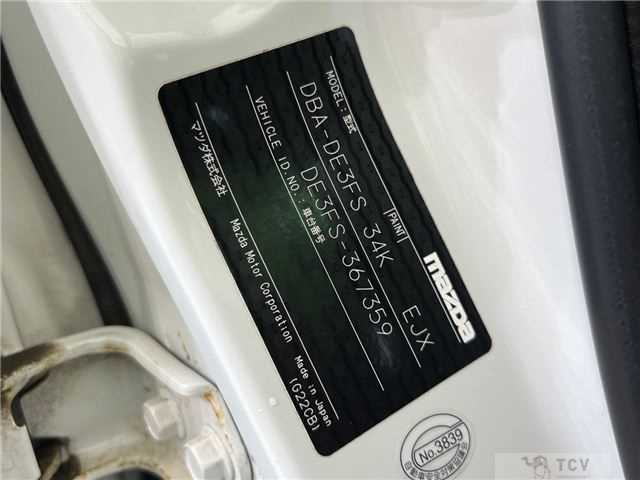 mazda
MODEL: 型式 [PAINT]
DBA-DE3FS 34K EJX
VEHICLE ID.NO.: 車台番号
DE3FS-367359
マツダ株式会社 Mazda Motor Corporation Made in Japan
(G22CB)
No.3839
TCV